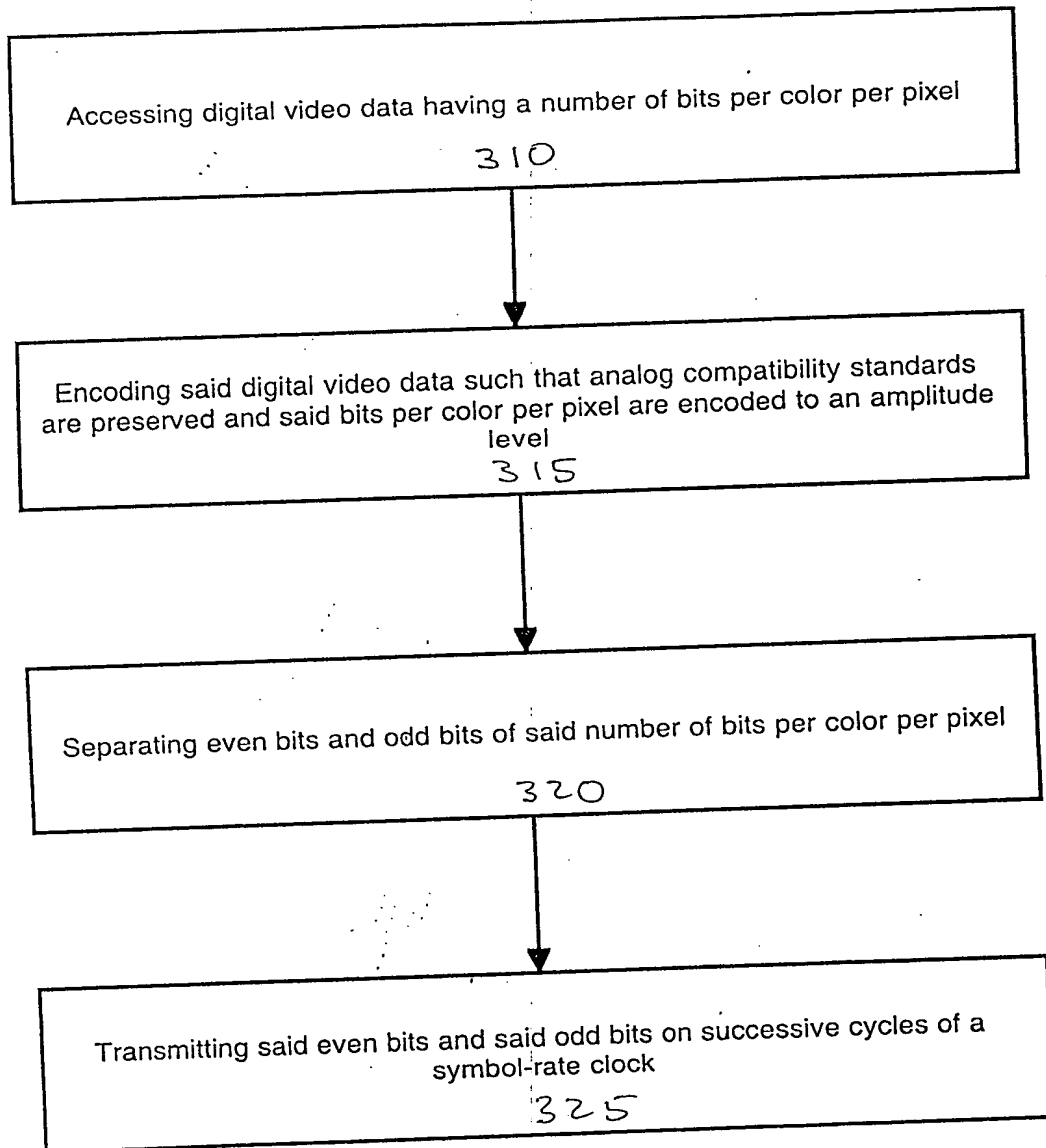 Accessing digital video data having a number of bits per color per pixel
310
Encoding said digital video data such that analog compatibility standards
are preserved and said bits per color per pixel are encoded to an amplitude
level
315
Separating even bits and odd bits of said number of bits per color per pixel
320
Transmitting said even bits and said odd bits on successive cycles of a
symbol-rate clock
325